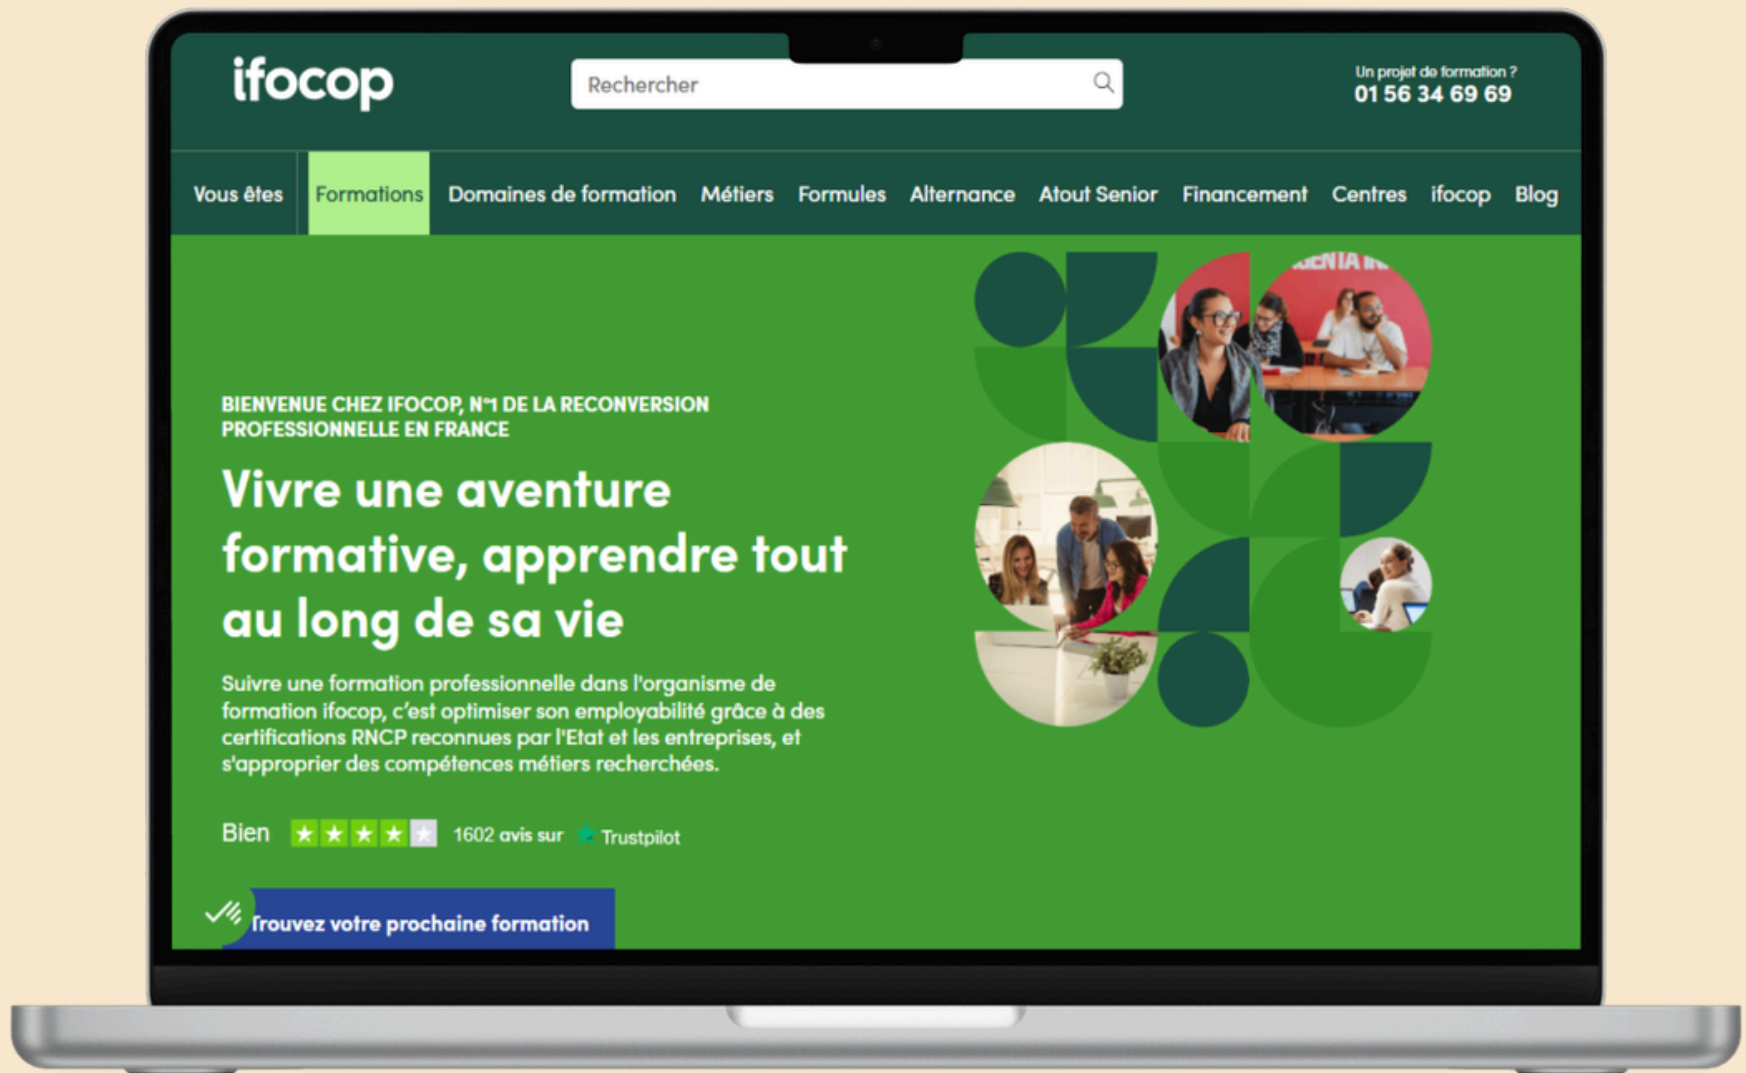 ifocop
Rechercher
Un projet de formation ?
01 56 34 69 69
Vous êtes
Formations
Domaines de formation
Métiers
Formules
Alternance
Atout Senior
Financement
Centres
ifocop
Blog
BIENVENUE CHEZ IFOCOP, N°1 DE LA RECONVERSION
PROFESSIONNELLE EN FRANCE
Vivre une aventure
formative, apprendre tout
au long de sa vie
Suivre une formation professionnelle dans l'organisme de
formation ifocop, c’est optimiser son employabilité grâce à des
certifications RNCP reconnues par l'Etat et les entreprises, et
s'approprier des compétences métiers recherchées.
Bien
1602 avis sur
Trustpilot
Trouvez votre prochaine formation